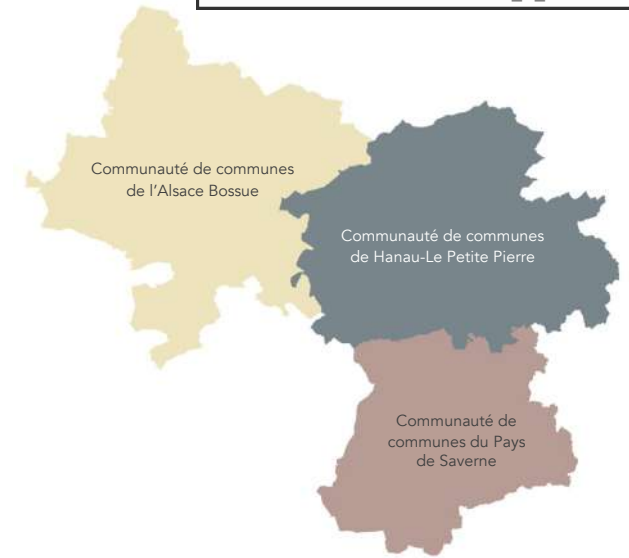 Communauté de communes
de l'Alsace Bossue
Communauté de communes
de Hanau-Le Petite Pierre
Communauté de
communes du Pays
de Saverne